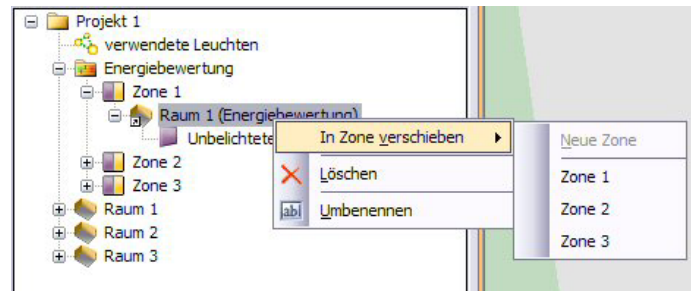 Projekt 1
verwendete Leuchten
Energiebewertung
Zone 1
Raum 1 (Energiebewertung)
Unbelichtete
Zone 2
Zone 3
Raum 1
Raum 2
Raum 3
In Zone verschieben
Löschen
abl Umbenennen
Neue Zone
Zone 1
Zone 2
Zone 3